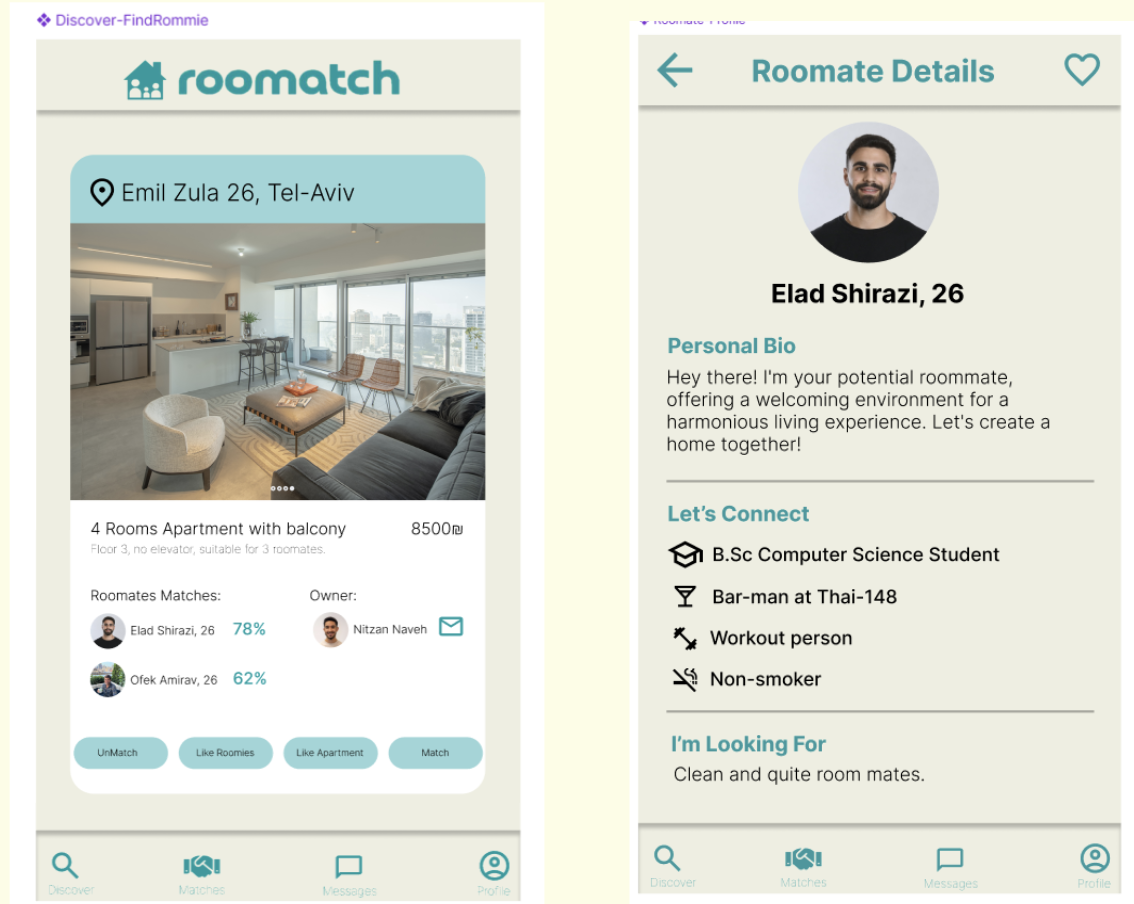 Discover-FindRommie
roomatch
Emil Zula 26, Tel-Aviv
4 Rooms Apartment with balcony 8500₪
Floor 3, no elevator, suitable for 3 roomates.
Roomates Matches: Owner:
Elad Shirazi, 26 78% Nitzan Naveh
Ofek Amirav, 26 62%
UnMatch Like Roomies Like Apartment Match
Discover Matches Messages Profile
Roomate Details
Elad Shirazi, 26
Personal Bio
Hey there! I'm your potential roommate,
offering a welcoming environment for a
harmonious living experience. Let's create a
home together!
Let's Connect
B.Sc Computer Science Student
Bar-man at Thai-148
Workout person
Non-smoker
I'm Looking For
Clean and quite room mates.
Discover Matches Messages Profile